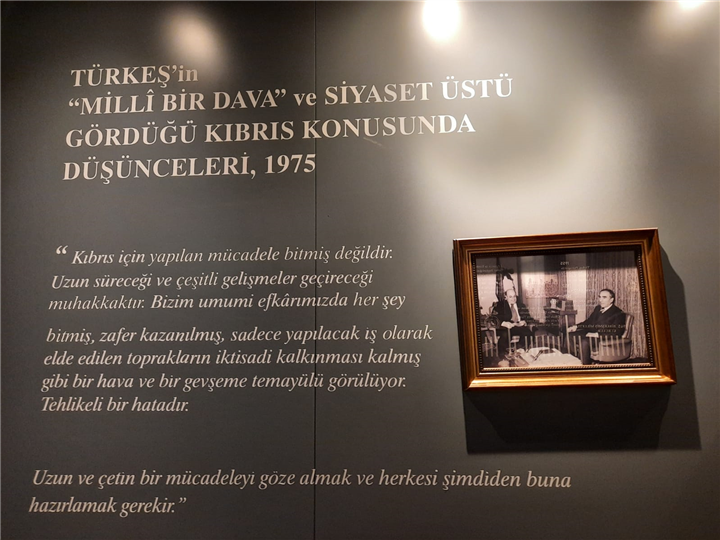 TÜRKEŞ’in
“MİLLÎ BİR DAVA” ve SİYASET ÜSTÜ
GÖRDÜĞÜ KIBRIS KONUSUNDA
DÜŞÜNCELERİ, 1975
“ Kıbrıs için yapılan mücadele bitmiş değildir.
Uzun süreceği ve çeşitli gelişmeler geçireceği
muhakkaktır. Bizim umumi efkârımızda her şey
bitmiş, zafer kazanılmış, sadece yapılacak iş olarak
elde edilen toprakların iktisadi kalkınması kalmış
gibi bir hava ve bir gevşeme temayülü görülüyor.
Tehlikeli bir hatadır.
Uzun ve çetin bir mücadeleyi göze almak ve herkesi şimdiden buna
hazırlamak gerekir.”